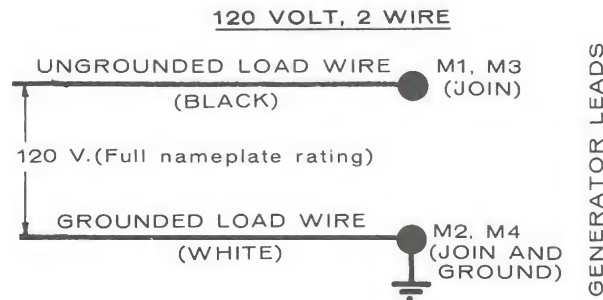 120 VOLT, 2 WIRE
UNGROUNDED LOAD WIRE
(BLACK)
M1, M3
(JOIN)
120 V.(Full nameplate rating)
GROUNDED LOAD WIRE
(WHITE)
M2, M4
(JOIN AND
GROUND)
GENERATOR LEADS